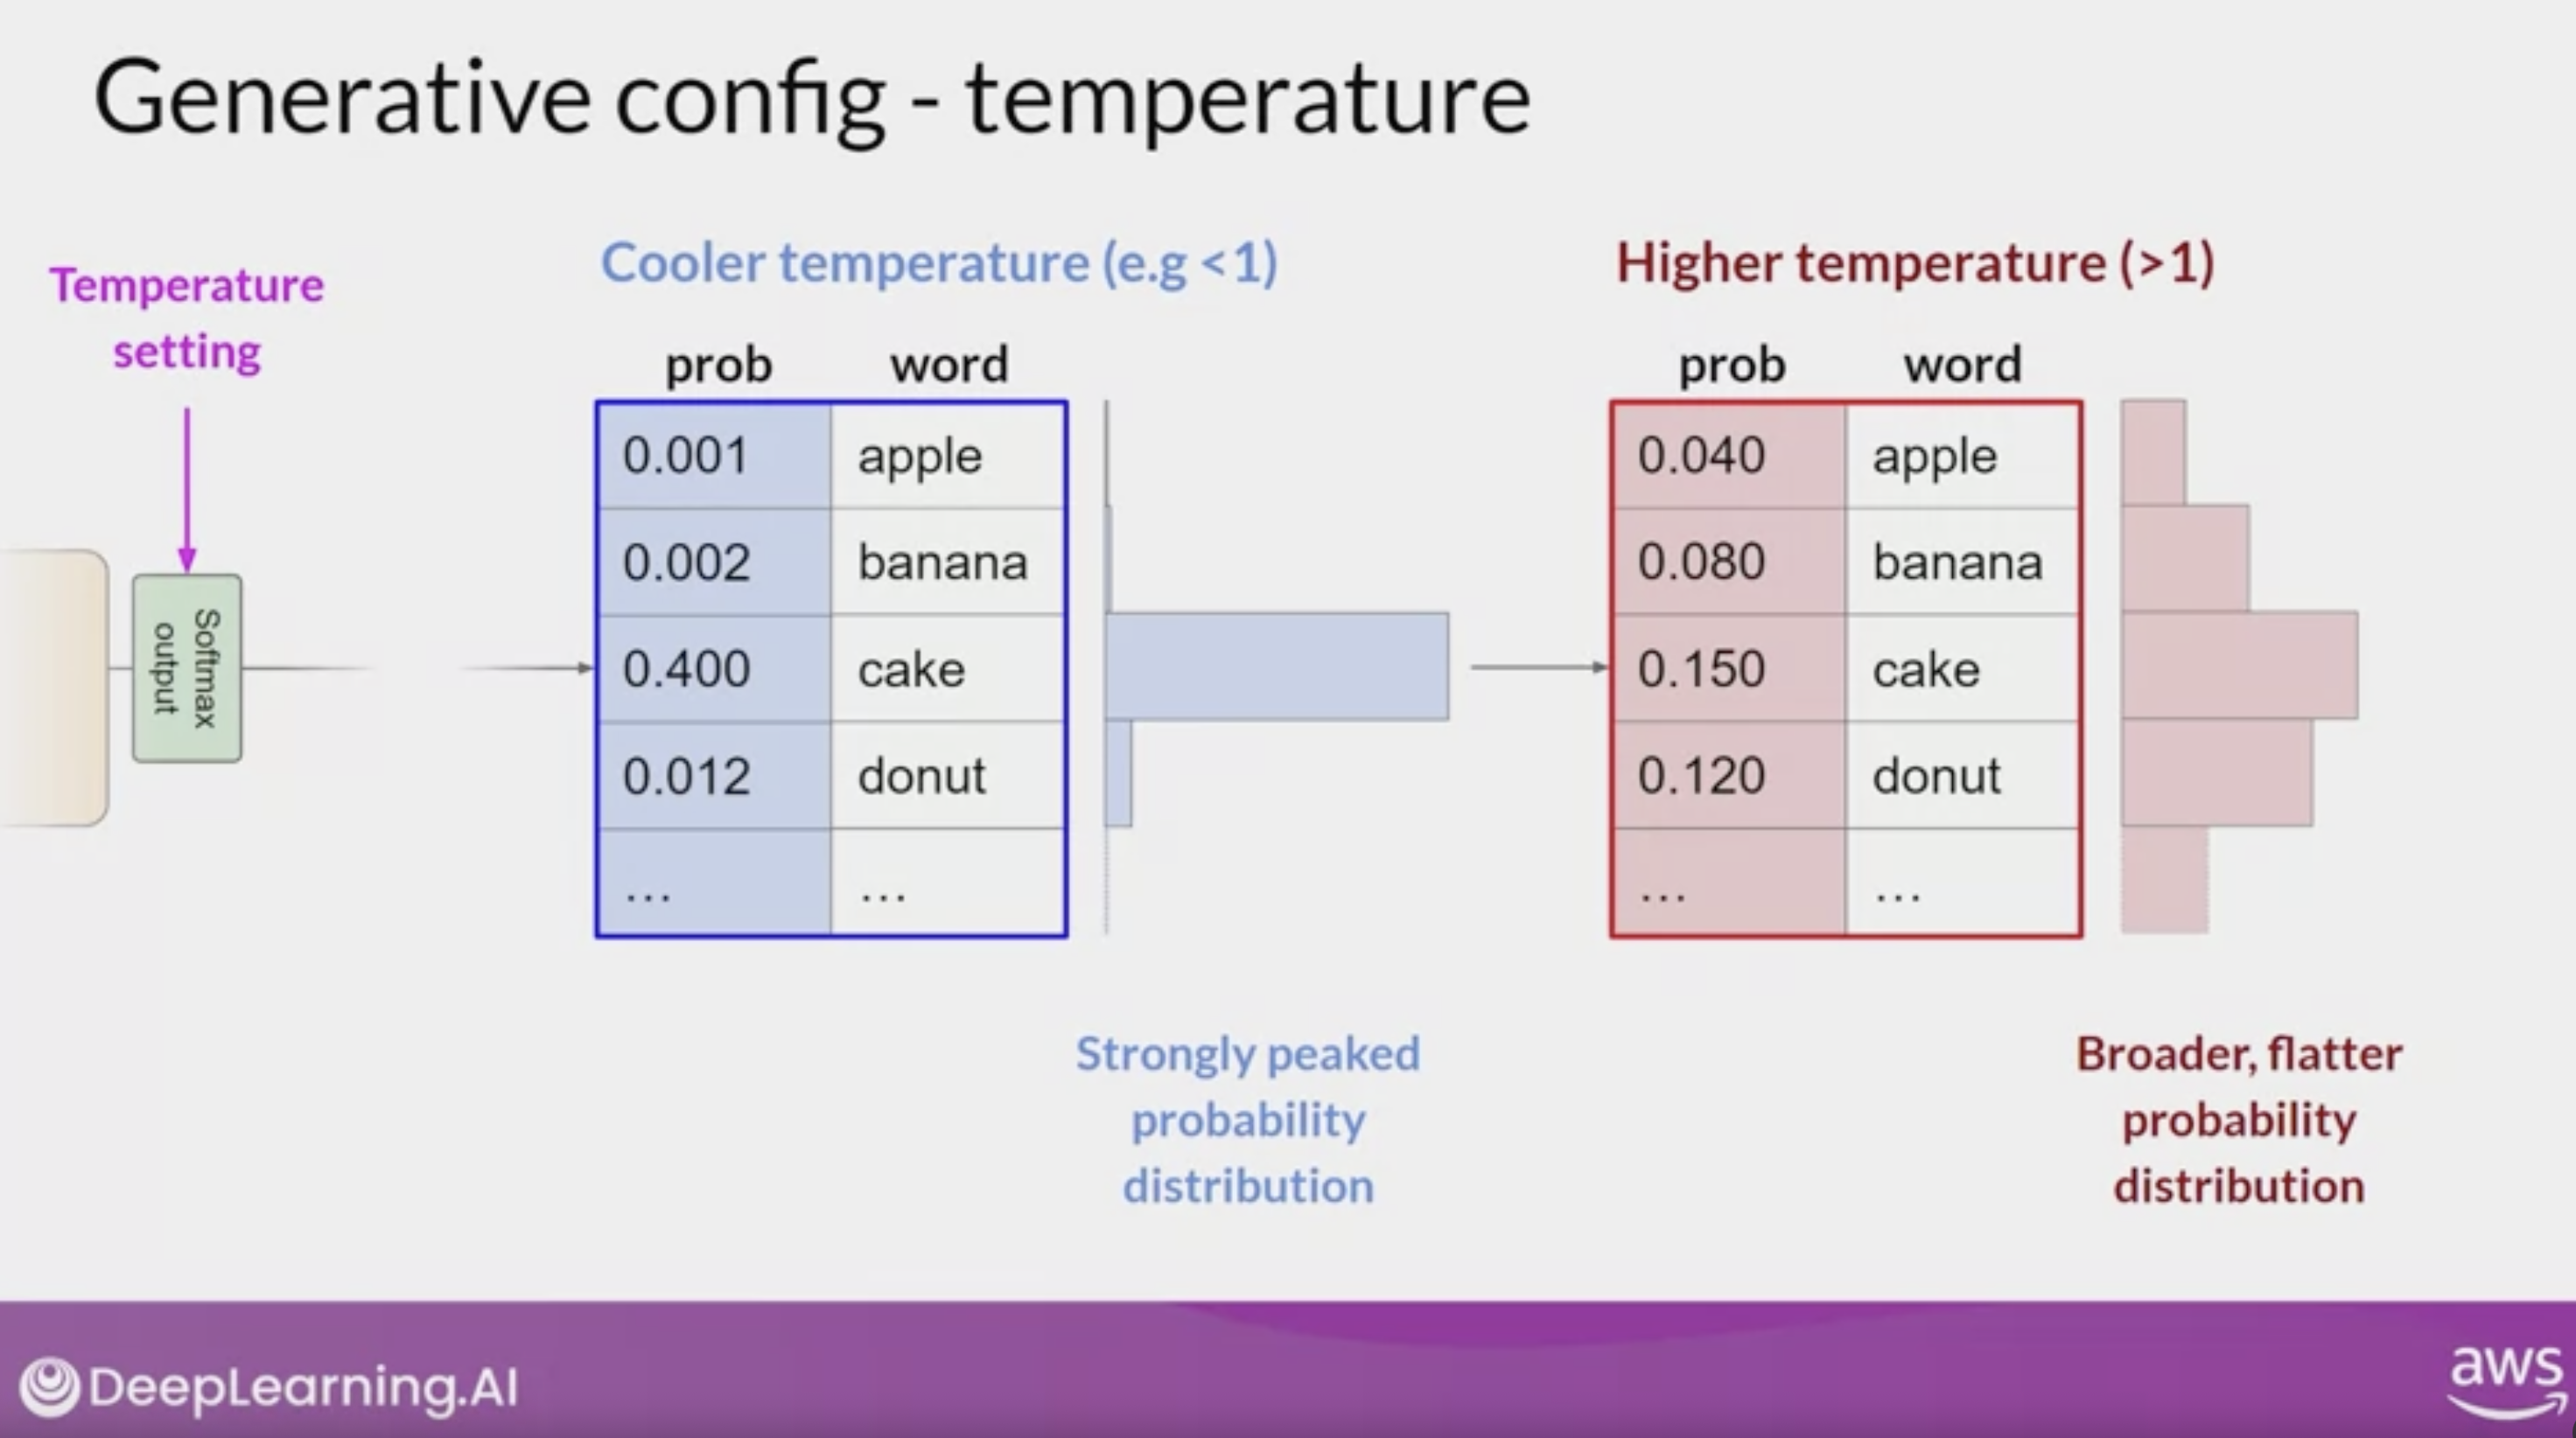 Generative config - temperature
Temperature
setting
Softmax
output
Cooler temperature (e.g <1)
prob word
0.001 apple
0.002 banana
0.400 cake
0.012 donut
... ...
Strongly peaked
probability
distribution
Higher temperature (>1)
prob word
0.040 apple
0.080 banana
0.150 cake
0.120 donut
... ...
Broader, flatter
probability
distribution
DeepLearning.AI
aws